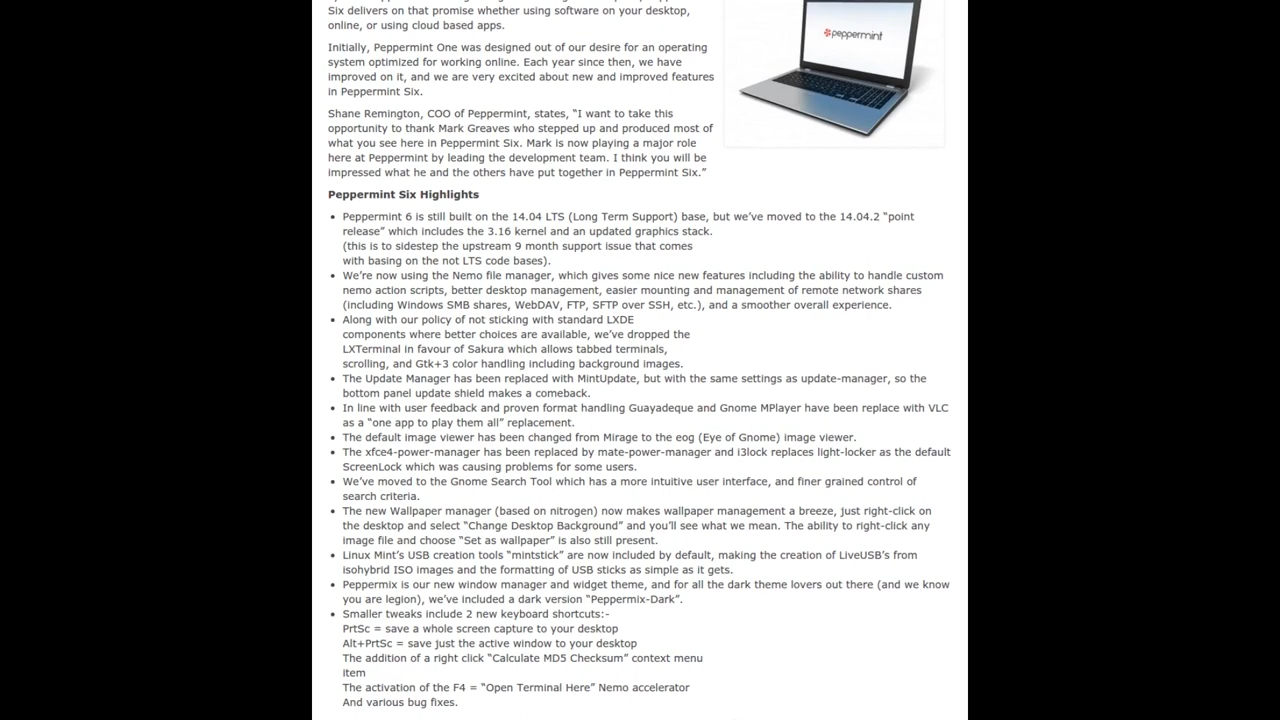 Six delivers on that promise whether using software on your desktop,
online, or using cloud based apps.
Initially, Peppermint One was designed out of our desire for an operating
system optimized for working online. Each year since then, we have
improved on it, and we are very excited about new and improved features
in Peppermint Six.
peppermint
Shane Remington, COO of Peppermint, states, “I want to take this
opportunity to thank Mark Greaves who stepped up and produced most of
what you see here in Peppermint Six. Mark is now playing a major role
here at Peppermint by leading the development team. I think you will be
impressed what he and the others have put together in Peppermint Six.”
Peppermint Six Highlights
• Peppermint 6 is still built on the 14.04 LTS (Long Term Support) base, but we’ve moved to the 14.04.2 “point
release” which includes the 3.16 kernel and an updated graphics stack.
(this is to sidestep the upstream 9 month support issue that comes
with basing on the not LTS code bases).
• We’re now using the Nemo file manager, which gives some nice new features including the ability to handle custom
nemo action scripts, better desktop management, easier mounting and management of remote network shares
(including Windows SMB shares, WebDAV, FTP, SFTP over SSH, etc.), and a smoother overall experience.
• Along with our policy of not sticking with standard LXDE
components where better choices are available, we’ve dropped the
LXTerminal in favour of Sakura which allows tabbed terminals,
scrolling, and Gtk+3 color handling including background images.
• The Update Manager has been replaced with MintUpdate, but with the same settings as update-manager, so the
bottom panel update shield makes a comeback.
• In line with user feedback and proven format handling Guayadeque and Gnome MPlayer have been replace with VLC
as a “one app to play them all” replacement.
• The default image viewer has been changed from Mirage to the eog (Eye of Gnome) image viewer.
• The xfce4-power-manager has been replaced by mate-power-manager and i3lock replaces light-locker as the default
ScreenLock which was causing problems for some users.
• We’ve moved to the Gnome Search Tool which has a more intuitive user interface, and finer grained control of
search criteria.
• The new Wallpaper manager (based on nitrogen) now makes wallpaper management a breeze, just right-click on
the desktop and select “Change Desktop Background” and you’ll see what we mean. The ability to right-click any
image file and choose “Set as wallpaper” is also still present.
• Linux Mint’s USB creation tools “mintstick” are now included by default, making the creation of LiveUSB’s from
isohybrid ISO images and the formatting of USB sticks as simple as it gets.
• Peppermix is our new window manager and widget theme, and for all the dark theme lovers out there (and we know
you are legion), we’ve included a dark version “Peppermix-Dark”.
• Smaller tweaks include 2 new keyboard shortcuts:-
PrtSc = save a whole screen capture to your desktop
Alt+PrtSc = save just the active window to your desktop
The addition of a right click “Calculate MD5 Checksum” context menu
item
The activation of the F4 = “Open Terminal Here” Nemo accelerator
And various bug fixes.